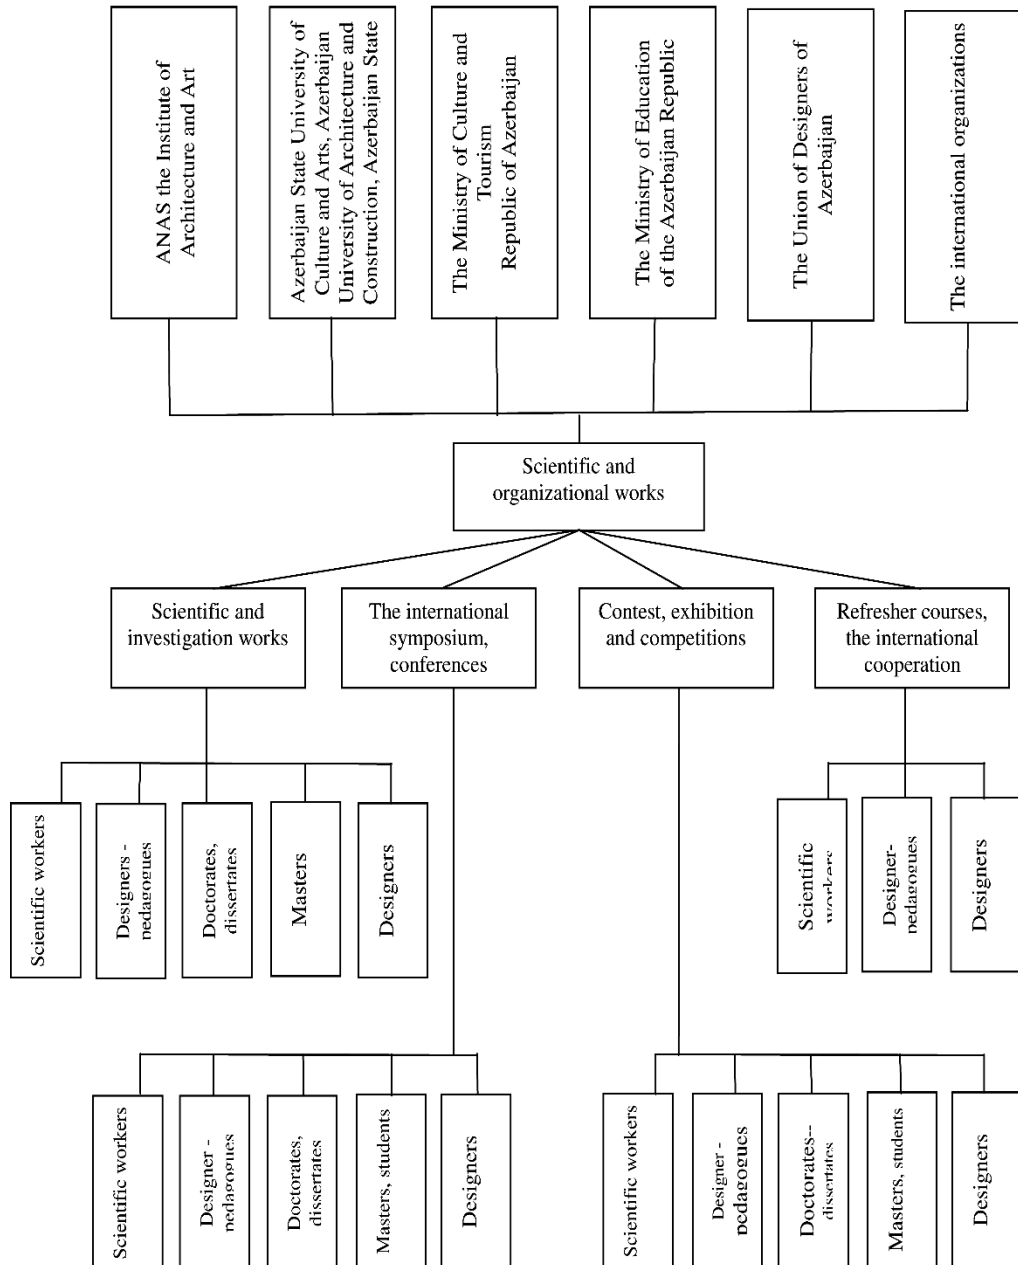 ANAS the Institute of
Architecture and Art
Azerbaijan State University of
Culture and Arts, Azerbaijan
University of Architecture and
Construction, Azerbaijan State
The Ministry of Culture and
Tourism
Republic of Azerbaijan
The Ministry of Education
of the Azerbaijan Republic
The Union of Designers of
Azerbaijan
The international organizations
Scientific and
organizational works
Scientific and
investigation works
The international
symposium,
conferences
Contest, exhibition
and competitions
Refresher courses,
the international
cooperation
Scientific workers
Designers -
pedagogues
Doctorates,
dissertates
Masters
Designers
Scientific
workers
Designer-
pedagogues
Designers
Scientific workers
Designer -
pedagogues
Doctorates,
dissertates
Masters, students
Designers
Scientific workers
Designer -
pedagogues
Doctorates--
dissertates
Masters, students
Designers